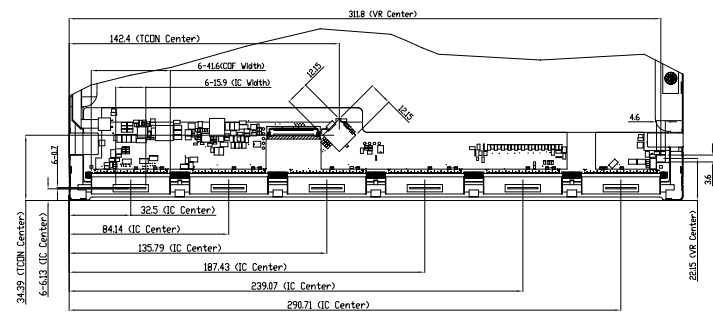 311.8 (VR Center)
142.4 (TCON Center)
6-41.6(COF Width)
12.15
6-15.9 (IC Width)
12.15
4.6
6-0.7
3.6
32.5 (IC Center)
84.14 (IC Center)
135.79 (IC Center)
187.43 (IC Center)
239.07 (IC Center)
290.71 (IC Center)
34.39 (TCON Center)
6-6.13 (IC Center)
22.15 (VR Center)